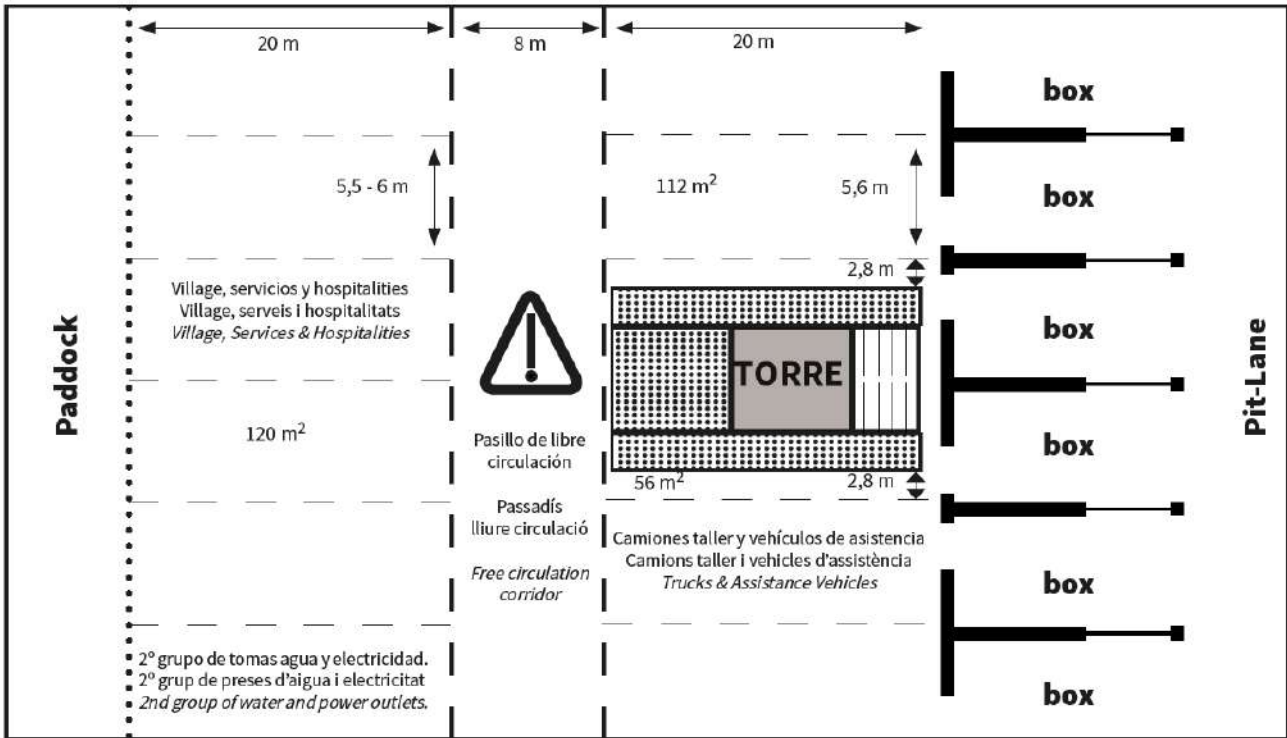 20 m
8 m
20 m
box
5,5 - 6 m
112 m²
5,6 m
box
2,8 m
Village, servicios y hospitalities
Village, serveis i hospitalitats
Village, Services & Hospitalities
Paddock
TORRE
box
Pit-Lane
120 m²
Pasillo de libre
circulación
Passadís
lliure circulació
Free circulation
corridor
box
56 m²
2,8 m
Camiones taller y vehículos de asistencia
Camions taller i vehicles d'assistència
Trucks & Assistance Vehicles
box
2º grupo de tomas agua y electricidad.
2º grup de preses d'aigua i electricitat
2nd group of water and power outlets.
box